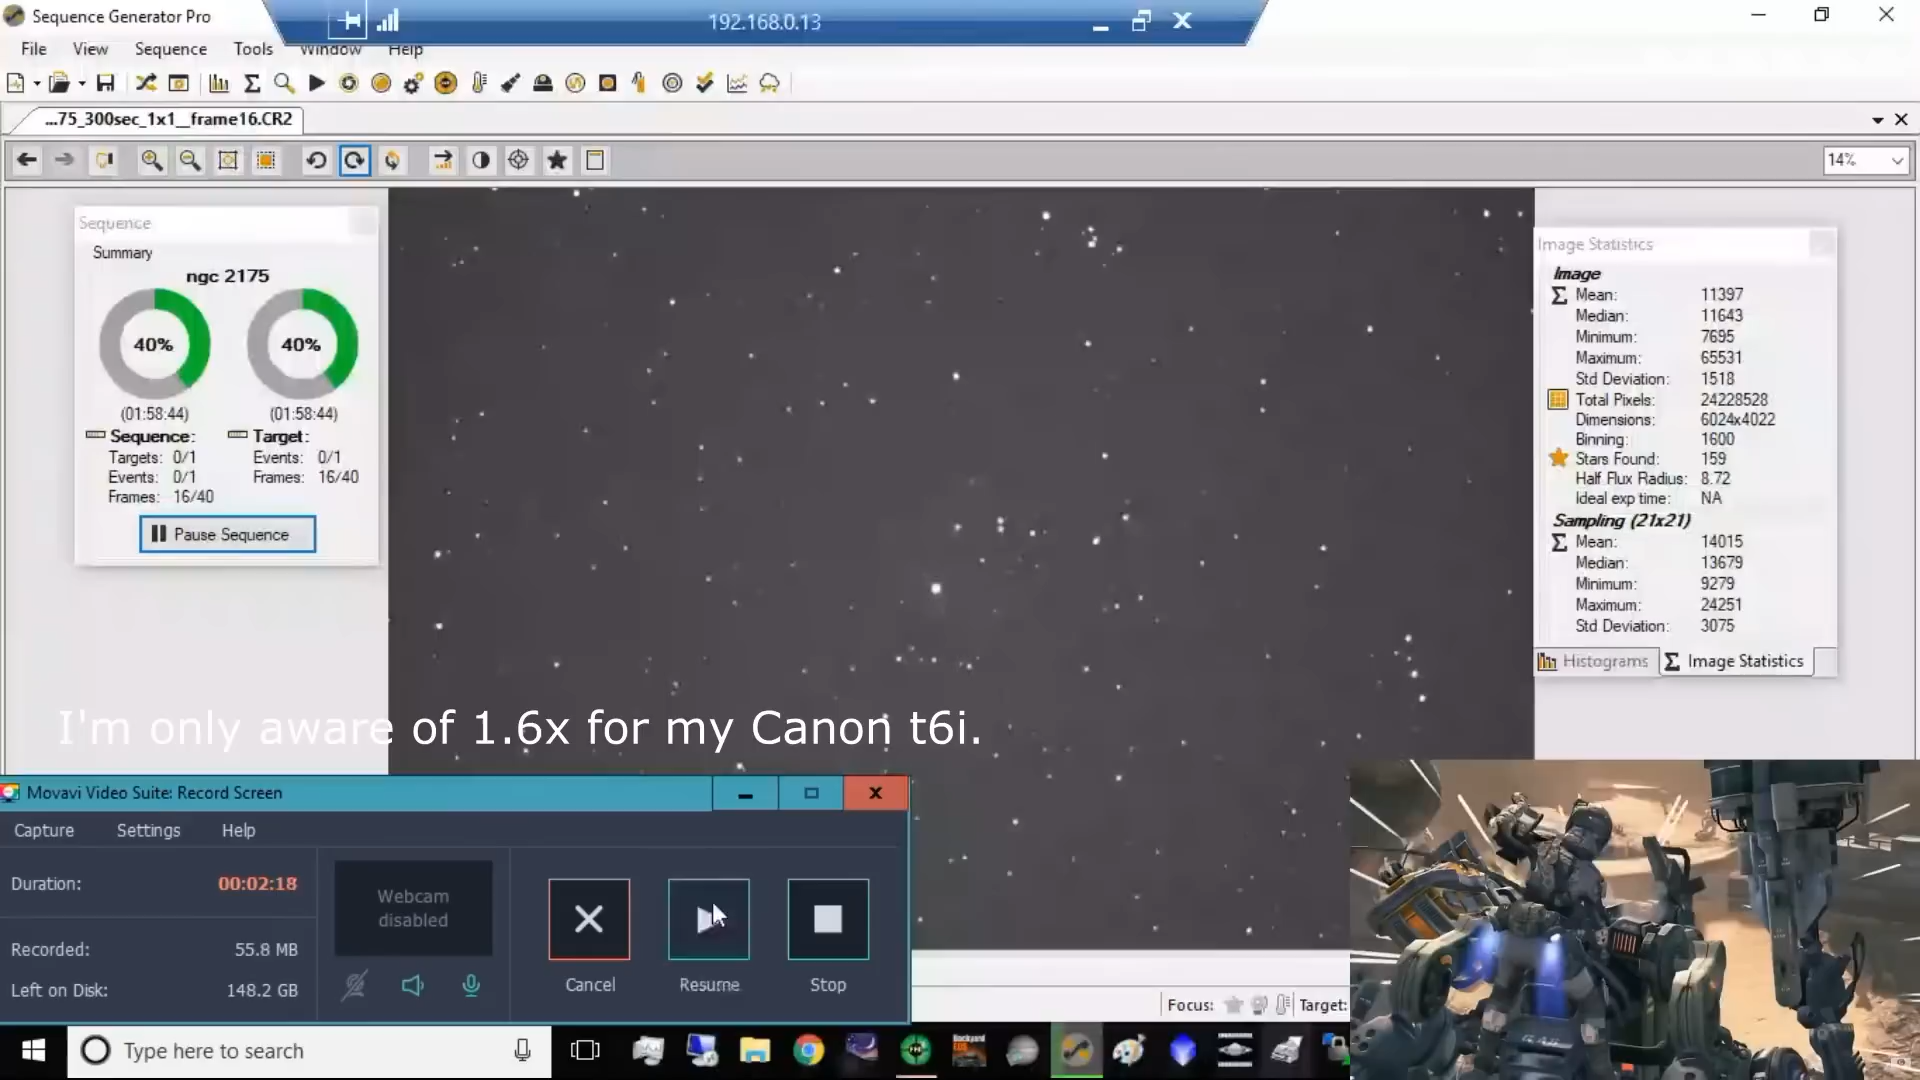 Sequence Generator Pro
192.168.0.13
File View Sequence Tools Window Help
...75_300sec_1x1__frame16.CR2
14%
Sequence
Summary
ngc 2175
40% 40%
(01:58:44) (01:58:44)
Sequence: Target:
Targets: 0/1 Events: 0/1
Events: 0/1 Frames: 16/40
Frames: 16/40
Pause Sequence
Image Statistics
Image
Mean: 11397
Median: 11643
Minimum: 7695
Maximum: 65531
Std Deviation: 1518
Total Pixels: 24228528
Dimensions: 6024x4022
Binning: 1600
Stars Found: 159
Half Flux Radius: 8.72
Ideal exp time: NA
Sampling (21x21)
Mean: 14015
Median: 13679
Minimum: 9279
Maximum: 24251
Std Deviation: 3075
Histograms Image Statistics
I'm only aware of 1.6x for my Canon t6i.
Movavi Video Suite: Record Screen
Capture Settings Help
Duration: 00:02:18
Webcam
disabled
Recorded: 55.8 MB
Left on Disk: 148.2 GB
Cancel Resume Stop
Focus: Target:
Type here to search
Backyard